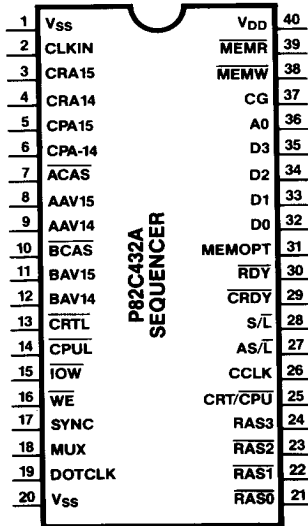 1 VSS
2 CLKIN
3 CRA15
4 CRA14
5 CPA15
6 CPA-14
7 ACAS
8 AAV15
9 AAV14
10 BCAS
11 BAV15
12 BAV14
13 CRTL
14 CPUL
15 IOW
16 WE
17 SYNC
18 MUX
19 DOTCLK
20 VSS
P82C432A
SEQUENCER
VDD 40
MEMR 39
MEMW 38
CG 37
A0 36
D3 35
D2 34
D1 33
D0 32
MEMOPT 31
RDY 30
CRDY 29
S/L 28
AS/L 27
CCLK 26
CRT/CPU 25
RAS3 24
RAS2 23
RAS1 22
RAS0 21